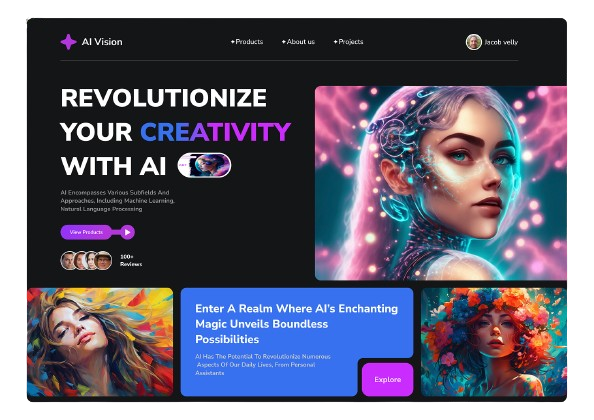 AI Vision
Products
About us
Projects
Jacob velly
REVOLUTIONIZE
YOUR CREATIVITY
WITH AI
AI Encompasses Various Subfields And
Approaches, Including Machine Learning,
Natural Language Processing
View Products
100+
Reviews
Enter A Realm Where AI's Enchanting
Magic Unveils Boundless
Possibilities
AI Has The Potential To Revolutionize Numerous
Aspects Of Our Daily Lives, From Personal
Assistants
Explore